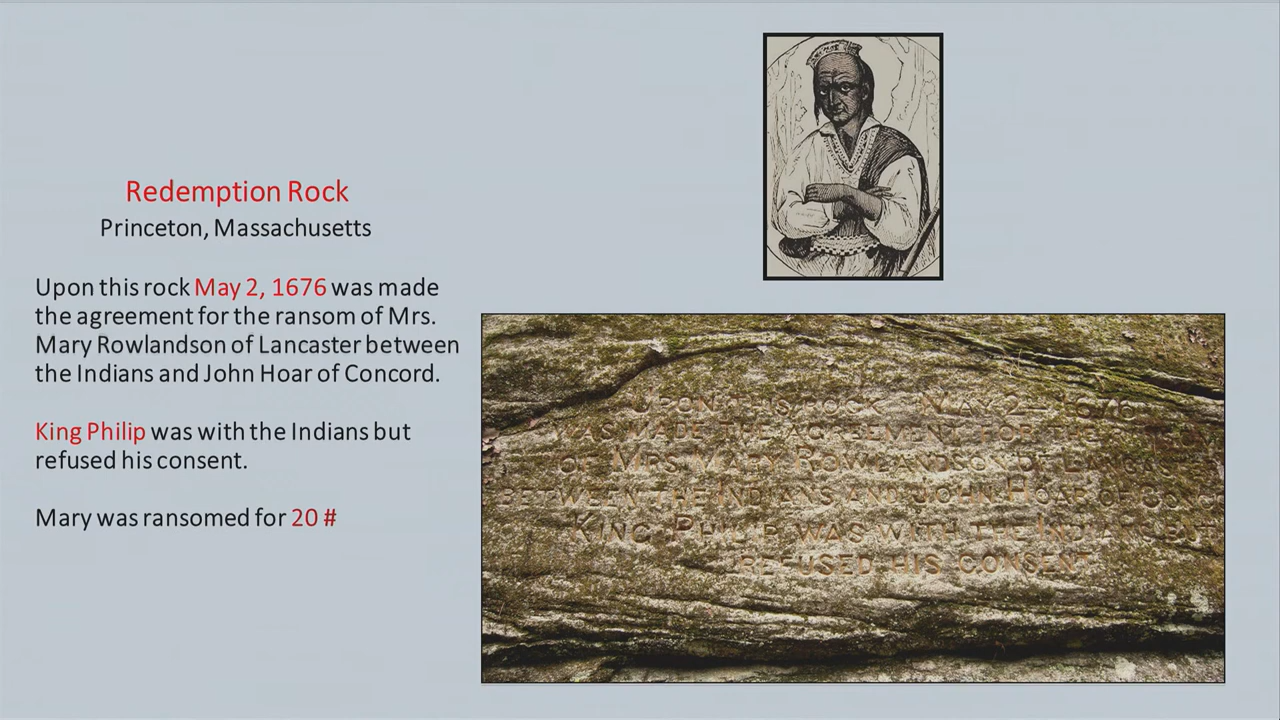 Redemption Rock
Princeton, Massachusetts
Upon this rock May 2, 1676 was made
the agreement for the ransom of Mrs.
Mary Rowlandson of Lancaster between
the Indians and John Hoar of Concord.
King Philip was with the Indians but
refused his consent.
Mary was ransomed for 20 #
UPON THIS ROCK MAY 2ND 1676
WAS MADE THE AGREEMENT FOR THE
OF MRS MARY ROWLANDSON OF LANCASTER
BETWEEN THE INDIANS AND JOHN HOAR OF CONC
KING PHILIP WAS WITH THE INDIANS BUT
REFUSED HIS CONSENT